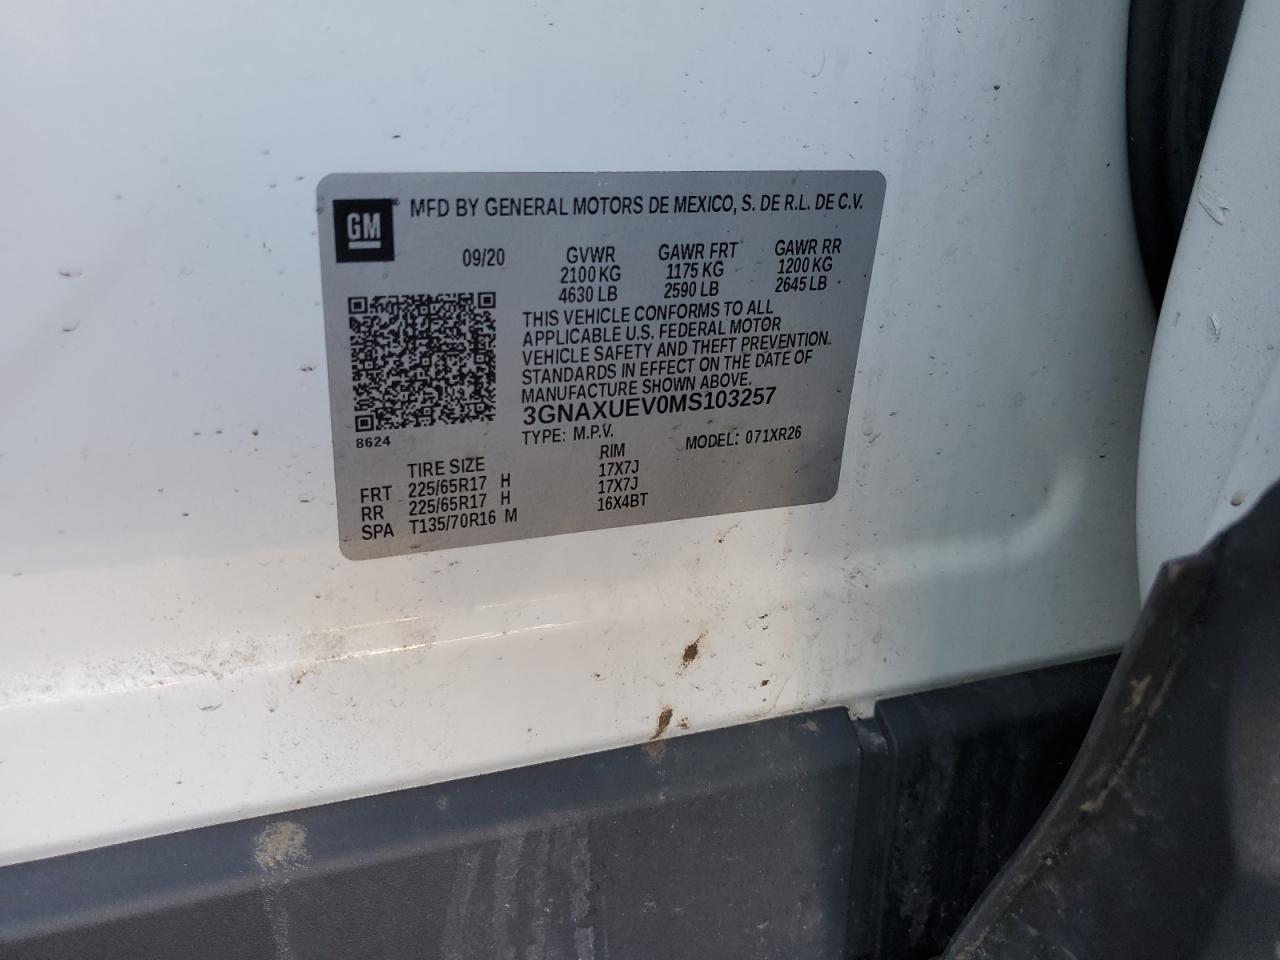 GM® MFD BY GENERAL MOTORS DE MEXICO, S. DE R.L. DE C.V.
09/20 GVWR GAWR FRT GAWR RR
2100 KG 1175 KG 1200 KG
4630 LB 2590 LB 2645 LB
THIS VEHICLE CONFORMS TO ALL
APPLICABLE U.S. FEDERAL MOTOR
VEHICLE SAFETY AND THEFT PREVENTION
STANDARDS IN EFFECT ON THE DATE OF
MANUFACTURE SHOWN ABOVE.
3GNAXUEV0MS103257
8624 TYPE: M.P.V. MODEL: 071XR26
TIRE SIZE RIM
FRT 225/65R17 H 17X7J
RR 225/65R17 H 17X7J
SPA T135/70R16 M 16X4BT